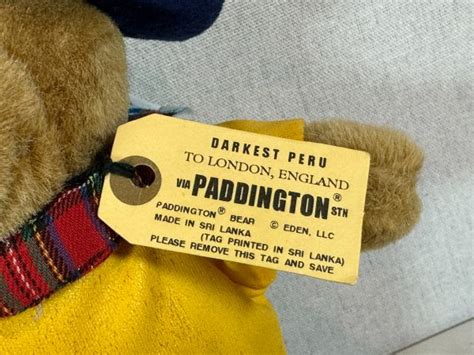 DARKEST PERU
TO LONDON, ENGLAND
VIA PADDINGTON® STN
PADDINGTON® BEAR © EDEN, LLC
MADE IN SRI LANKA
(TAG PRINTED IN SRI LANKA)
PLEASE REMOVE THIS TAG AND SAVE